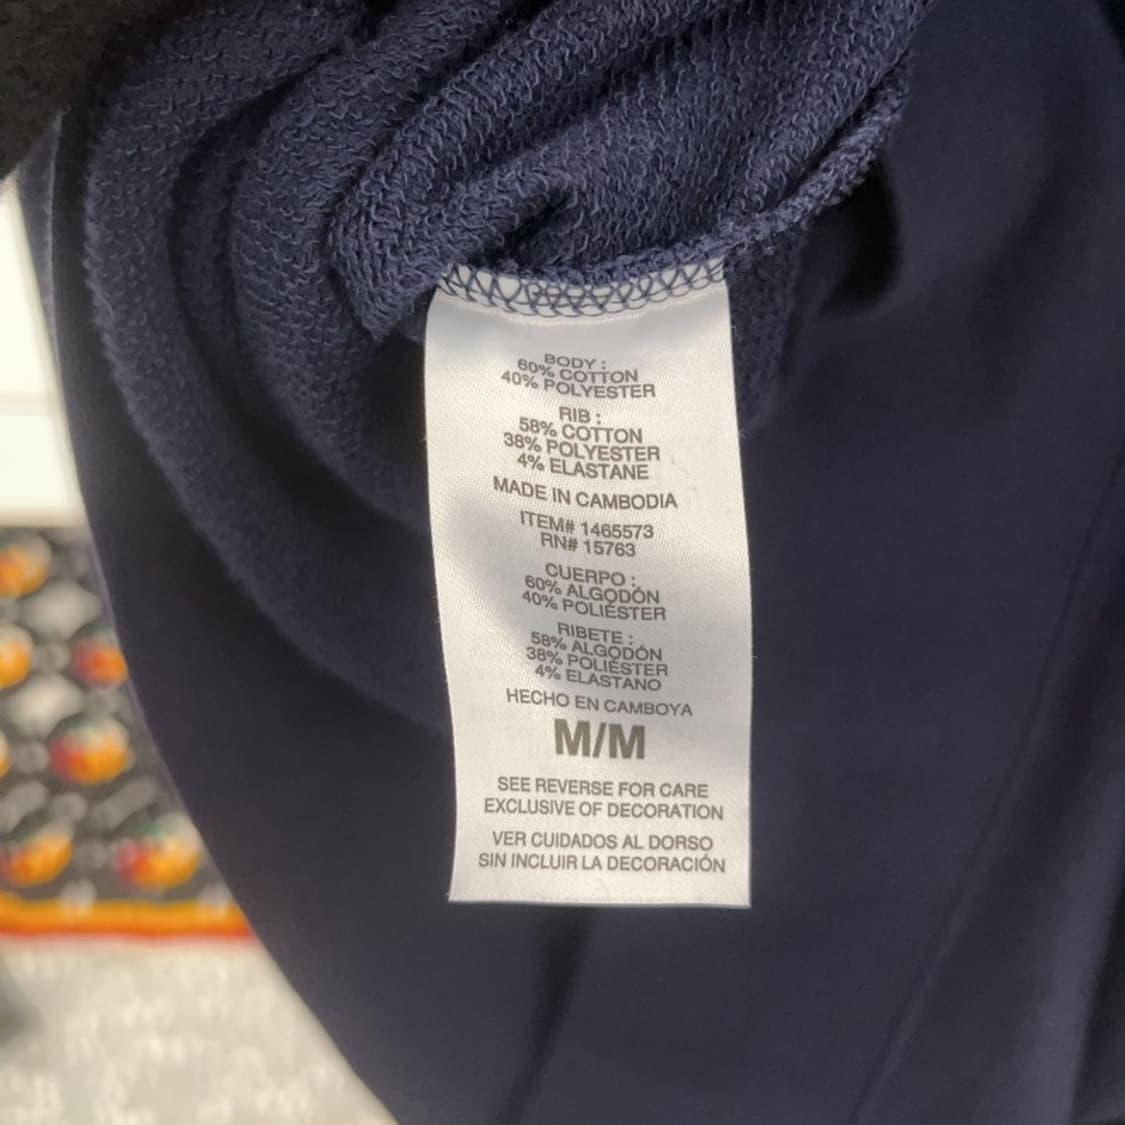 BODY :
60% COTTON
40% POLYESTER
RIB :
58% COTTON
38% POLYESTER
4% ELASTANE
MADE IN CAMBODIA
ITEM# 1465573
RN# 15763
CUERPO :
60% ALGODÓN
40% POLIÉSTER
RIBETE :
58% ALGODÓN
38% POLIÉSTER
4% ELASTANO
HECHO EN CAMBOYA
M/M
SEE REVERSE FOR CARE
EXCLUSIVE OF DECORATION
VER CUIDADOS AL DORSO
SIN INCLUIR LA DECORACIÓN